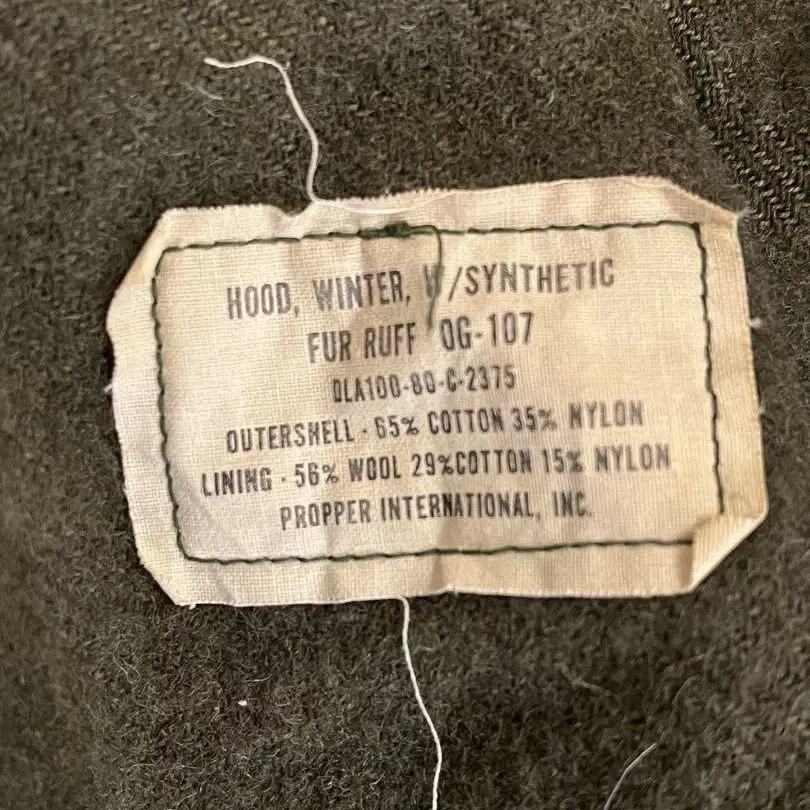 HOOD, WINTER, W/SYNTHETIC
FUR RUFF OG-107
DLA100-80-C-2375
OUTERSHELL - 65% COTTON 35% NYLON
LINING - 56% WOOL 29%COTTON 15% NYLON
PROPPER INTERNATIONAL, INC.